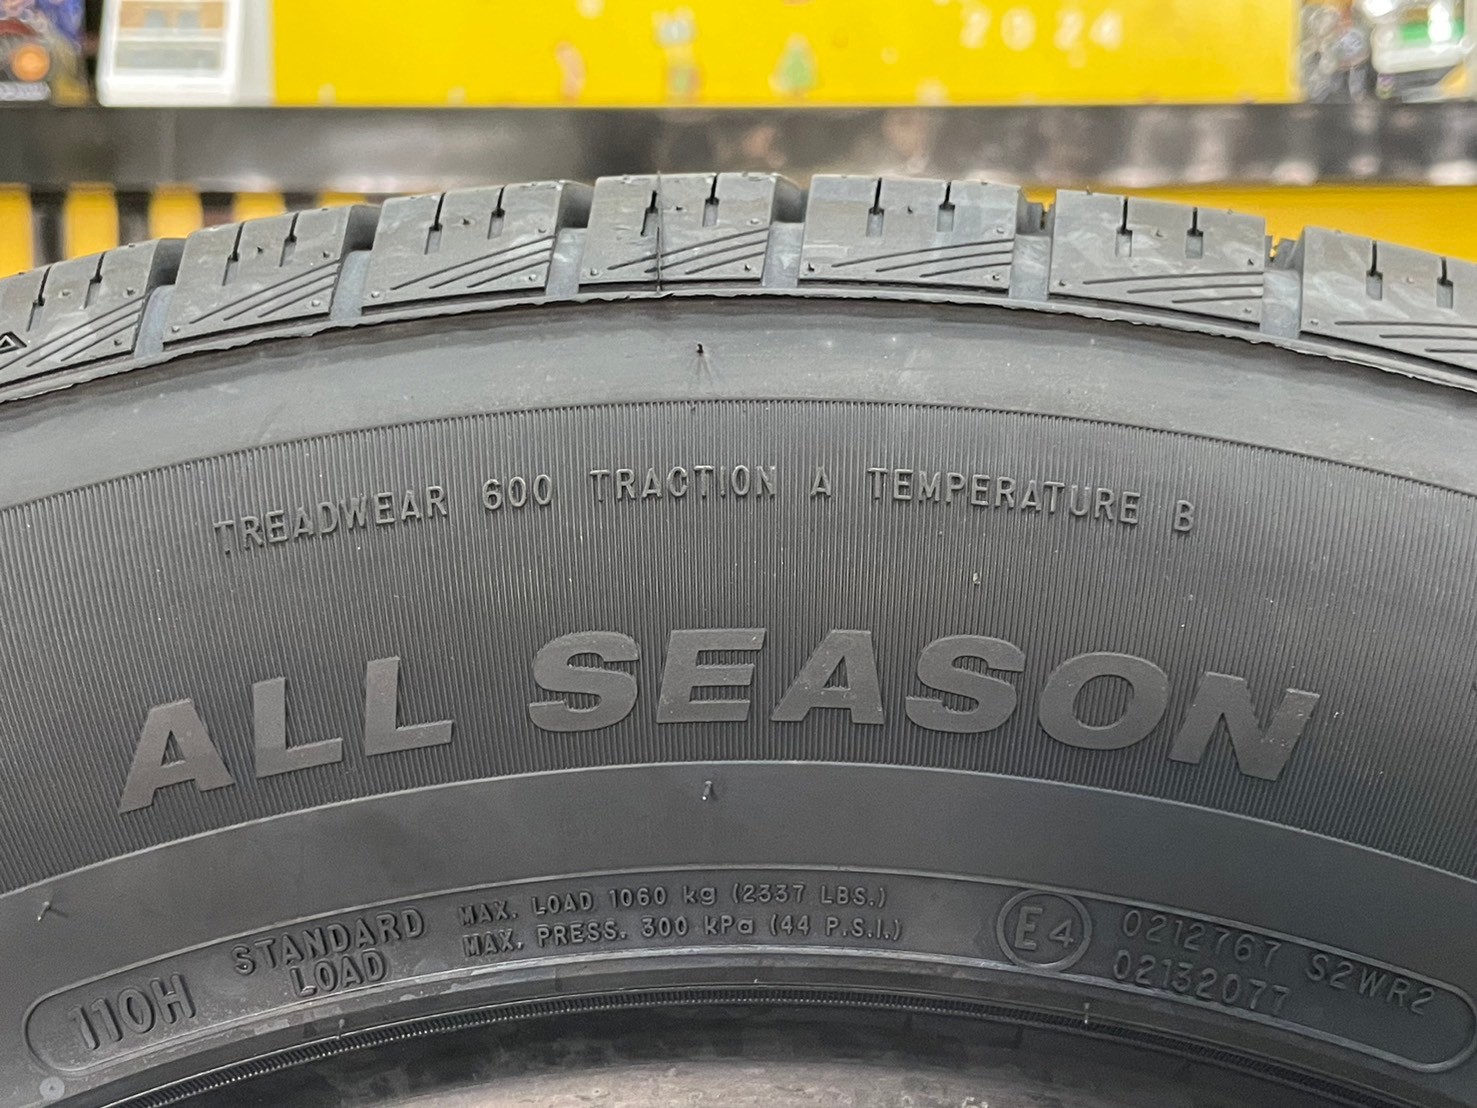 2024
TREADWEAR 600 TRACTION A TEMPERATURE B
ALL SEASON
110H
STANDARD
LOAD
MAX. LOAD 1060 kg (2337 LBS.)
MAX. PRESS. 300 kPa (44 P.S.I.)
E4
0212767 S2WR2
02132077